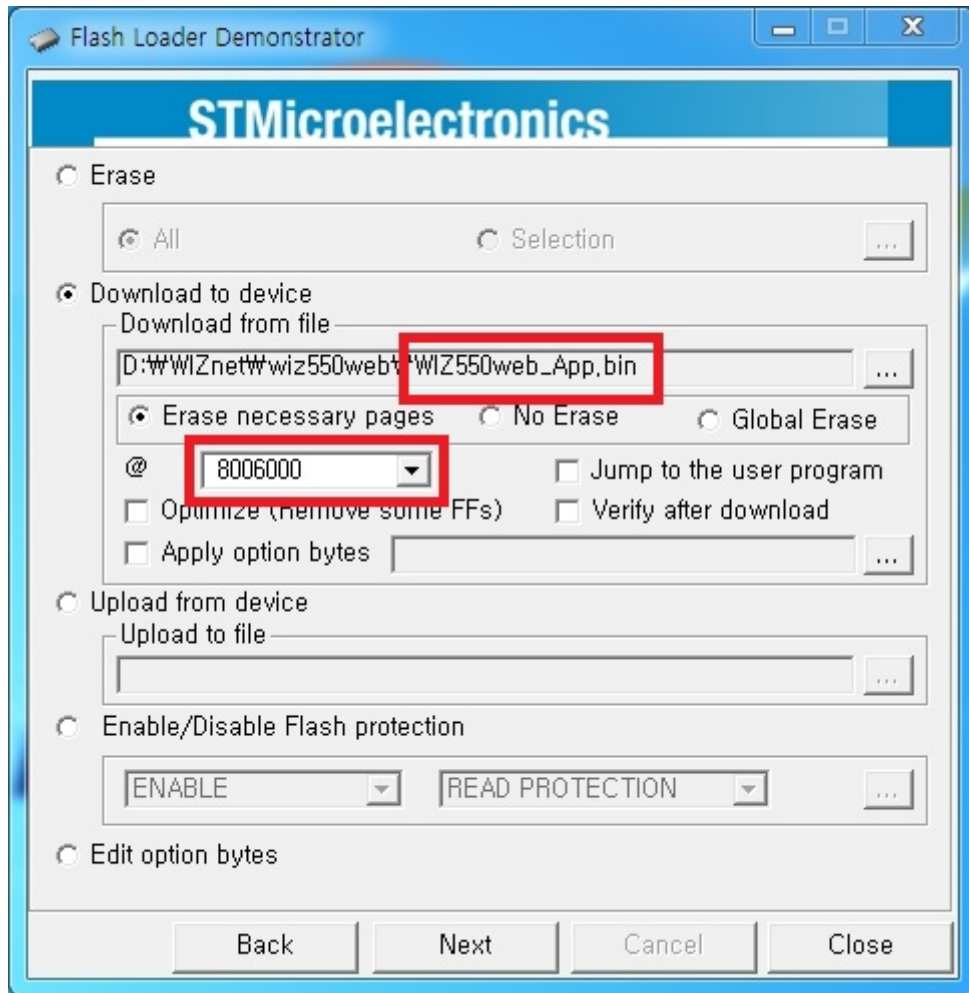 Flash Loader Demonstrator
STMicroelectronics
Erase
All Selection ...
Download to device
Download from file
D:₩WIZnet₩wiz550web₩WIZ550web_App.bin ...
Erase necessary pages No Erase Global Erase
@ 8006000 Jump to the user program
Optimize (Remove some FFs) Verify after download
Apply option bytes ...
Upload from device
Upload to file
...
Enable/Disable Flash protection
ENABLE READ PROTECTION ...
Edit option bytes
Back Next Cancel Close